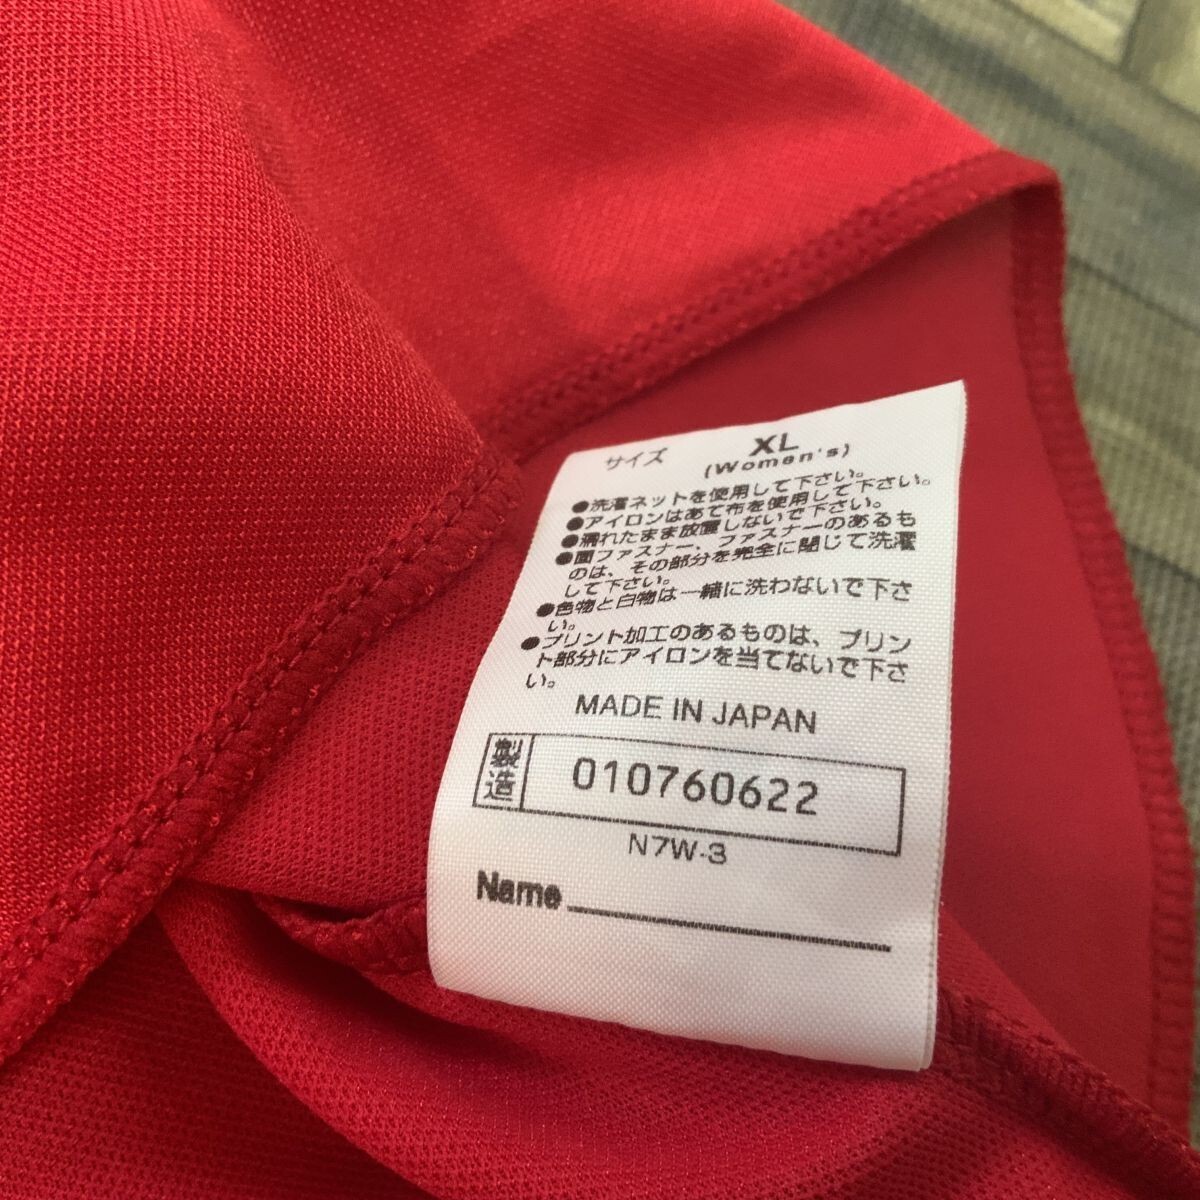 サイズ XL
(Women's)
●洗濯ネットを使用して下さい。
●アイロンはあて布を使用して下さい。
●濡れたまま放置しないで下さい。
●面ファスナー、ファスナーのあるも
のは、その部分を完全に閉じて洗濯
して下さい。
●色物と白物は一緒に洗わないで下さ
い。
●プリント加工のあるものは、プリン
ト部分にアイロンを当てないで下さ
い。
MADE IN JAPAN
製造 010760622
N7W-3
Name